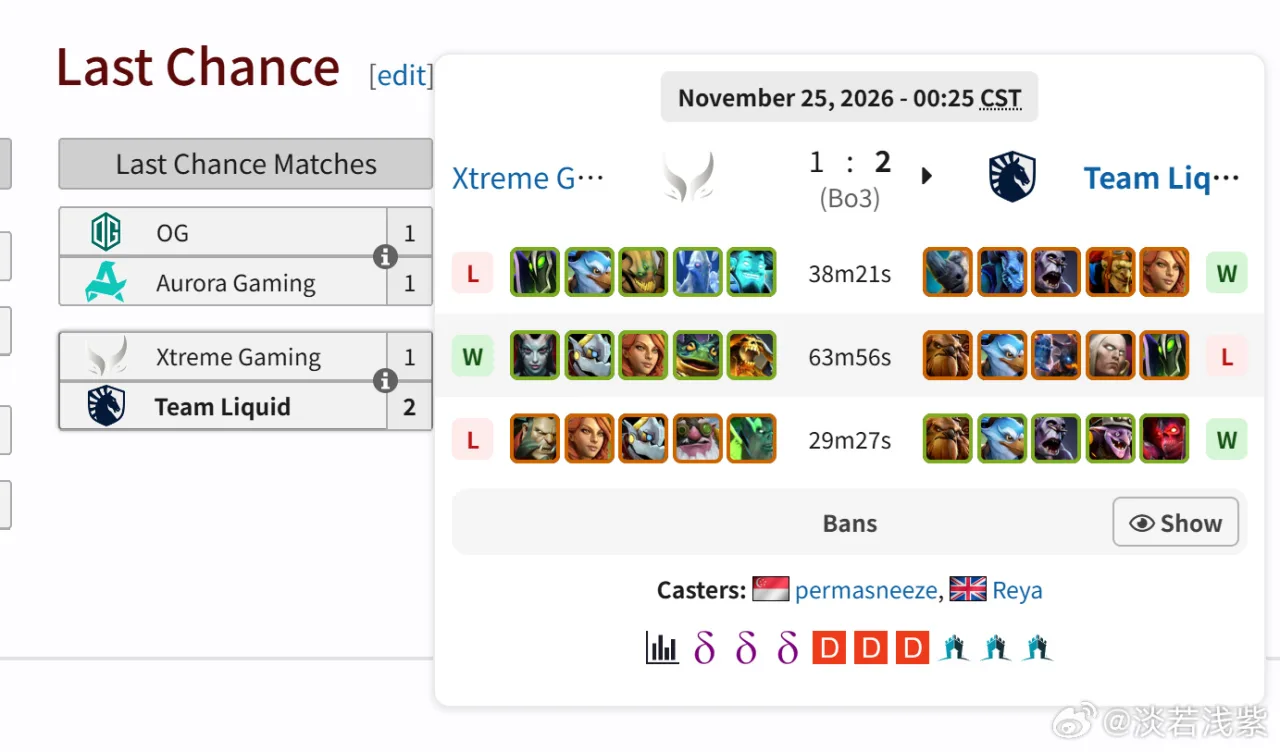 Last Chance [edit]
Last Chance Matches
OG 1
Aurora Gaming 1
Xtreme Gaming 1
Team Liquid 2
November 25, 2026 - 00:25 CST
Xtreme G··· 1 : 2 Team Liq···
(Bo3)
L 38m21s W
W 63m56s L
L 29m27s W
Bans Show
Casters: permasneeze, Reya
δ δ δ D D D
@淡若浅紫